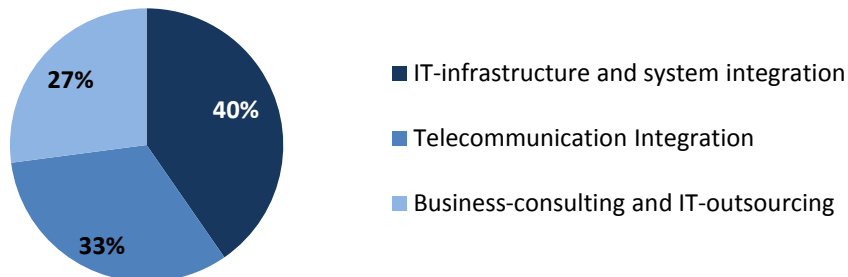 27%
40%
33%
IT-infrastructure and system integration
Telecommunication Integration
Business-consulting and IT-outsourcing